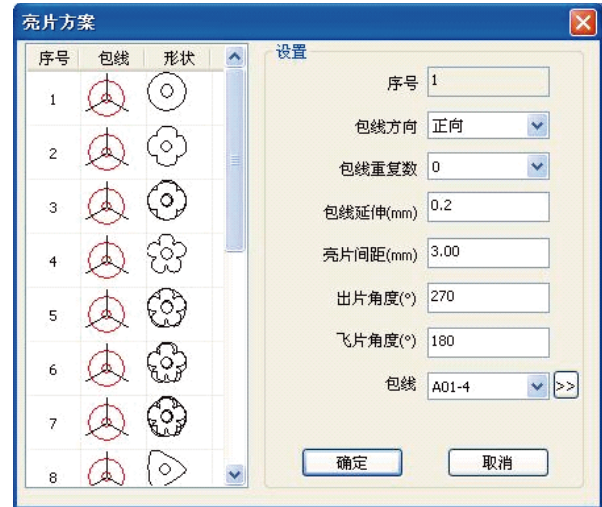 亮片方案
序号 包线 形状
1
2
3
4
5
6
7
8
设置
序号 1
包线方向 正向
包线重复数 0
包线延伸(mm) 0.2
亮片间距(mm) 3.00
出片角度(°) 270
飞片角度(°) 180
包线 A01-4 >>
确定 取消